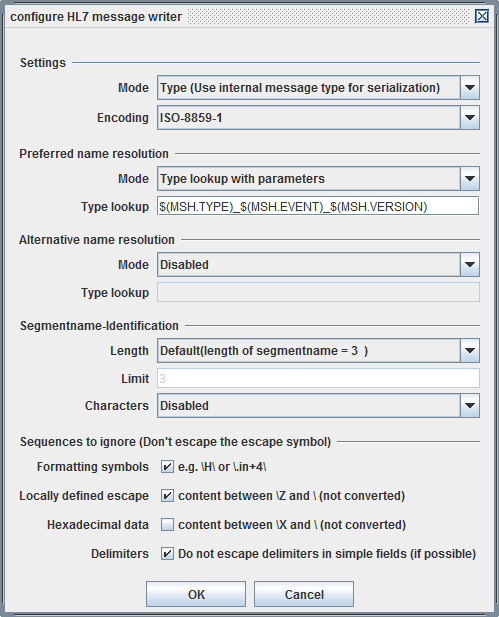 configure HL7 message writer
Settings
Mode Type (Use internal message type for serialization)
Encoding ISO-8859-1
Preferred name resolution
Mode Type lookup with parameters
Type lookup $(MSH.TYPE)_$(MSH.EVENT)_$(MSH.VERSION)
Alternative name resolution
Mode Disabled
Type lookup
Segmentname-Identification
Length Default(length of segmentname = 3 )
Limit 3
Characters Disabled
Sequences to ignore (Don't escape the escape symbol)
Formatting symbols e.g. \H\ or \.in+4\
Locally defined escape content between \Z and \ (not converted)
Hexadecimal data content between \X and \ (not converted)
Delimiters Do not escape delimiters in simple fields (if possible)
OK Cancel